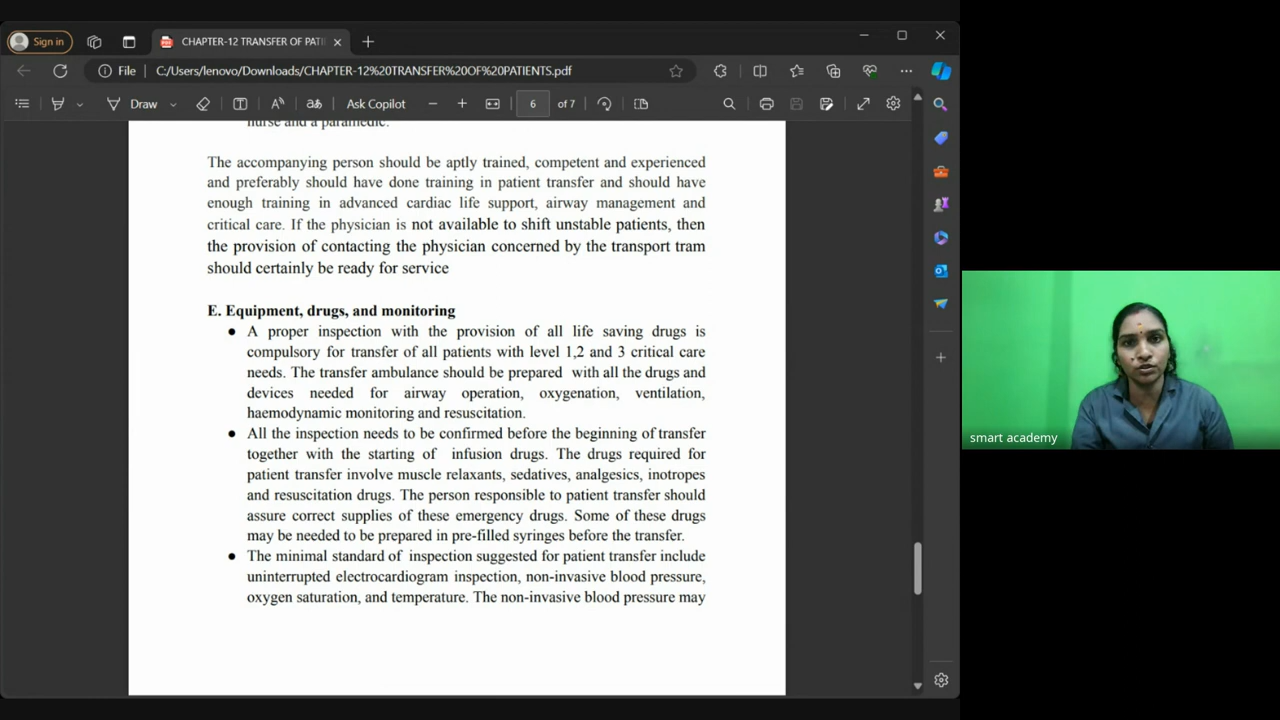 Sign in
CHAPTER-12 TRANSFER OF PATI
File
C:/Users/lenovo/Downloads/CHAPTER-12%20TRANSFER%20OF%20PATIENTS.pdf
Draw
Ask Copilot
6 of 7
nurse and a paramedic.
The accompanying person should be aptly trained, competent and experienced
and preferably should have done training in patient transfer and should have
enough training in advanced cardiac life support, airway management and
critical care. If the physician is not available to shift unstable patients, then
the provision of contacting the physician concerned by the transport tram
should certainly be ready for service
E. Equipment, drugs, and monitoring
● A proper inspection with the provision of all life saving drugs is
compulsory for transfer of all patients with level 1,2 and 3 critical care
needs. The transfer ambulance should be prepared with all the drugs and
devices needed for airway operation, oxygenation, ventilation,
haemodynamic monitoring and resuscitation.
● All the inspection needs to be confirmed before the beginning of transfer
together with the starting of infusion drugs. The drugs required for
patient transfer involve muscle relaxants, sedatives, analgesics, inotropes
and resuscitation drugs. The person responsible to patient transfer should
assure correct supplies of these emergency drugs. Some of these drugs
may be needed to be prepared in pre-filled syringes before the transfer.
● The minimal standard of inspection suggested for patient transfer include
uninterrupted electrocardiogram inspection, non-invasive blood pressure,
oxygen saturation, and temperature. The non-invasive blood pressure may
smart academy